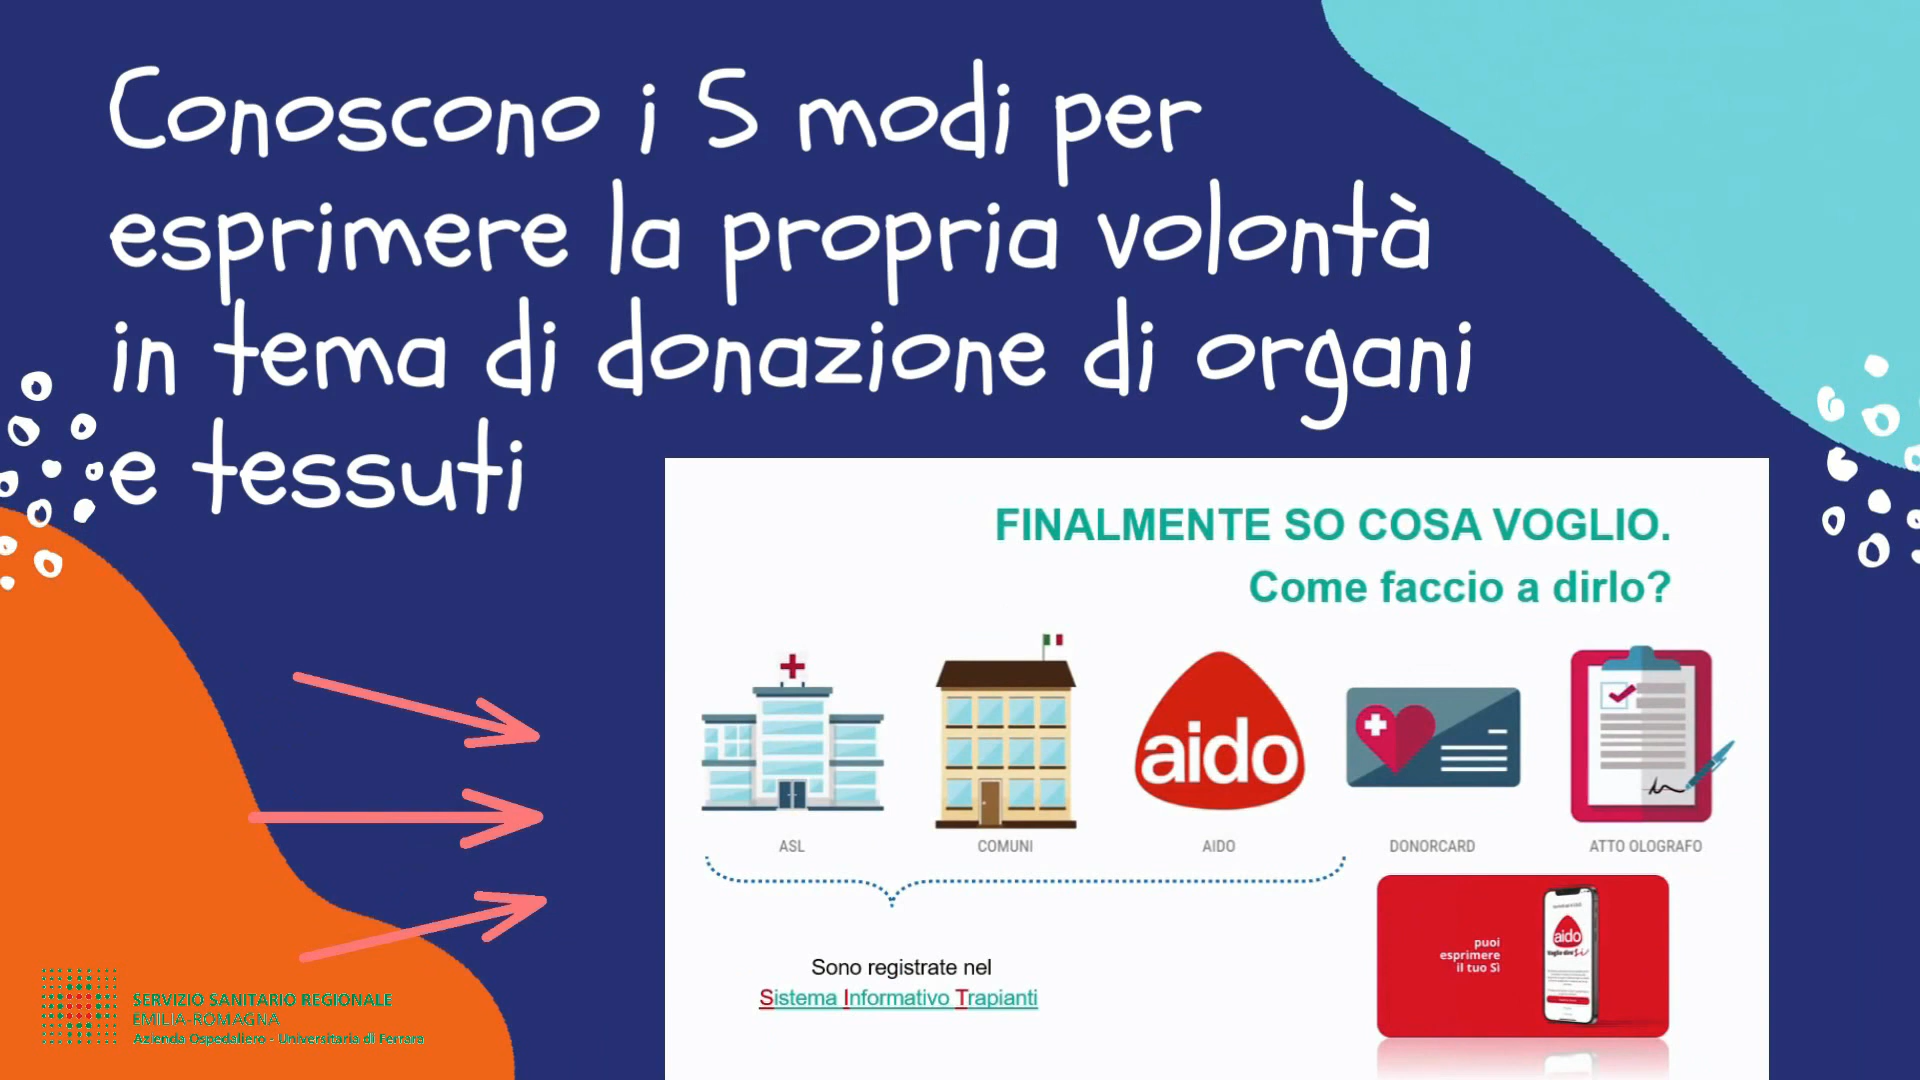 Conoscono i 5 modi per
esprimere la propria volontà
in tema di donazione di organi
e tessuti
FINALMENTE SO COSA VOGLIO.
Come faccio a dirlo?
aido
ASL
COMUNI
AIDO
DONORCARD
ATTO OLOGRAFO
Sono registrate nel
Sistema Informativo Trapianti
puoi
esprimere
il tuo Sì
aido
SERVIZIO SANITARIO REGIONALE
EMILIA-ROMAGNA
Azienda Ospedaliero - Universitaria di Ferrara